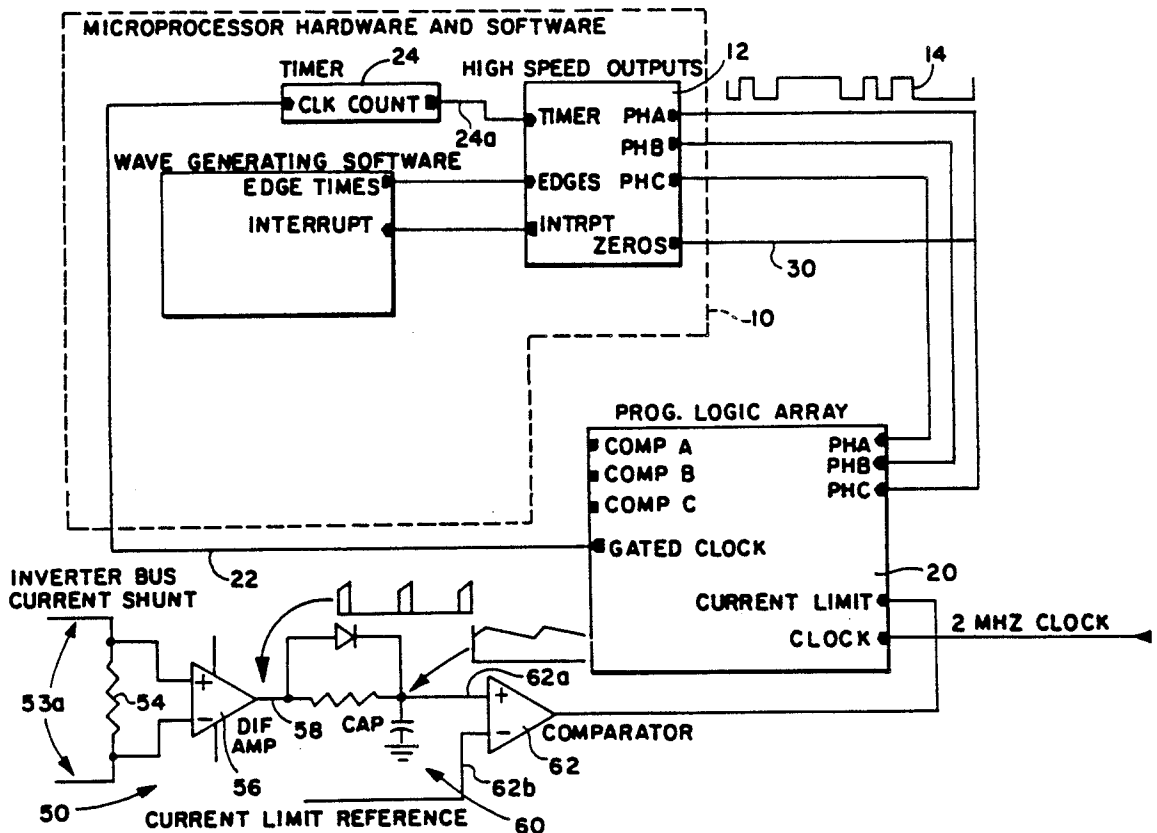 MICROPROCESSOR HARDWARE AND SOFTWARE
TIMER
24
HIGH SPEED OUTPUTS
12
14
CLK COUNT
24a
TIMER PHA
PHB
WAVE GENERATING SOFTWARE
EDGE TIMES
EDGES PHC
INTERRUPT
INTRPT
ZEROS
30
10
PROG. LOGIC ARRAY
COMP A
PHA
COMP B
PHB
COMP C
PHC
GATED CLOCK
22
20
INVERTER BUS
CURRENT SHUNT
CURRENT LIMIT
2 MHZ CLOCK
CLOCK
53a
54
+
-
DIF
AMP
58
CAP
62a
+
-
COMPARATOR
56
62
50
62b
60
CURRENT LIMIT REFERENCE